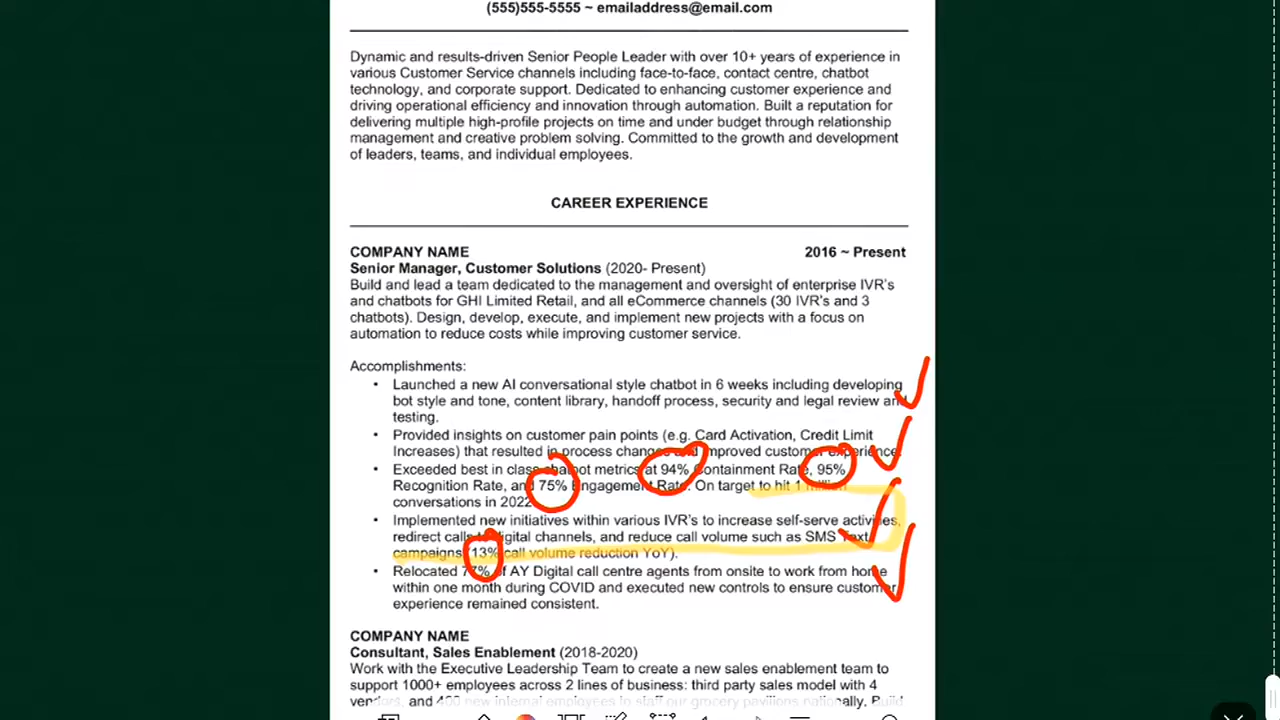 (555)555-5555 ~ emailaddress@email.com
Dynamic and results-driven Senior People Leader with over 10+ years of experience in
various Customer Service channels including face-to-face, contact centre, chatbot
technology, and corporate support. Dedicated to enhancing customer experience and
driving operational efficiency and innovation through automation. Built a reputation for
delivering multiple high-profile projects on time and under budget through relationship
management and creative problem solving. Committed to the growth and development
of leaders, teams, and individual employees.
CAREER EXPERIENCE
COMPANY NAME 2016 ~ Present
Senior Manager, Customer Solutions (2020- Present)
Build and lead a team dedicated to the management and oversight of enterprise IVR's
and chatbots for GHI Limited Retail, and all eCommerce channels (30 IVR's and 3
chatbots). Design, develop, execute, and implement new projects with a focus on
automation to reduce costs while improving customer service.
Accomplishments:
• Launched a new AI conversational style chatbot in 6 weeks including developing
bot style and tone, content library, handoff process, security and legal review and
testing.
• Provided insights on customer pain points (e.g. Card Activation, Credit Limit
Increases) that resulted in process changes and improved customer experience.
• Exceeded best in class chatbot metrics at 94% Containment Rate, 95%
Recognition Rate, and 75% Engagement Rate. On target to hit 1 million
conversations in 2022
• Implemented new initiatives within various IVR's to increase self-serve activities,
redirect calls to digital channels, and reduce call volume such as SMS Text
campaigns (13% call volume reduction YoY).
• Relocated 77% of AY Digital call centre agents from onsite to work from home
within one month during COVID and executed new controls to ensure customer
experience remained consistent.
COMPANY NAME
Consultant, Sales Enablement (2018-2020)
Work with the Executive Leadership Team to create a new sales enablement team to
support 1000+ employees across 2 lines of business: third party sales model with 4
vendors, and 400 new internal employees to staff our grocery pavilions nationally. Build